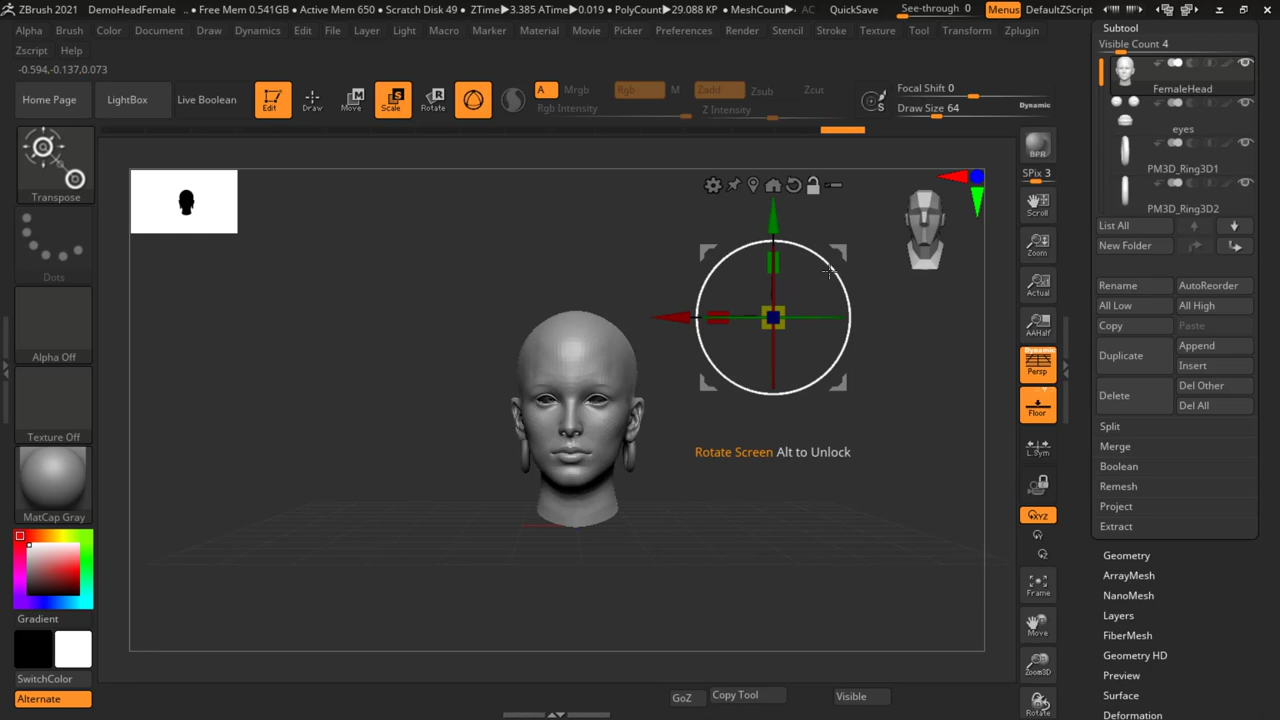 ZBrush 2021 DemoHeadFemale .. • Free Mem 0.541GB • Active Mem 650 • Scratch Disk 49 • ZTime▶3.385 ATime▶0.019 • PolyCount▶29.088 KP • MeshCount▶ AC QuickSave See-through 0 Menus DefaultZScript
Alpha Brush Color Document Draw Dynamics Edit File Layer Light Macro Marker Material Movie Picker Preferences Render Stencil Stroke Texture Tool Transform Zplugin
Zscript Help
-0.594,-0.137,0.073
Home Page LightBox Live Boolean Edit Draw Move Scale Rotate
A Mrgb Rgb M Zadd Zsub Zcut
Rgb Intensity Z Intensity
S
Focal Shift 0
Draw Size 64 Dynamic
Transpose
Dots
Alpha Off
Texture Off
MatCap Gray
Gradient
SwitchColor
Alternate
Rotate Screen Alt to Unlock
GoZ Copy Tool Visible
BPR
SPix 3
Scroll
Zoom
Actual
AAHalf
Dynamic
Persp
Y
Floor
L.Sym
XYZ
Y
Z
Frame
Move
Zoom3D
Rotate
Subtool
Visible Count 4
FemaleHead
eyes
PM3D_Ring3D1
PM3D_Ring3D2
List All
New Folder
Rename AutoReorder
All Low All High
Copy Paste
Duplicate Append
Insert
Delete Del Other
Del All
Split
Merge
Boolean
Remesh
Project
Extract
Geometry
ArrayMesh
NanoMesh
Layers
FiberMesh
Geometry HD
Preview
Surface
Deformation